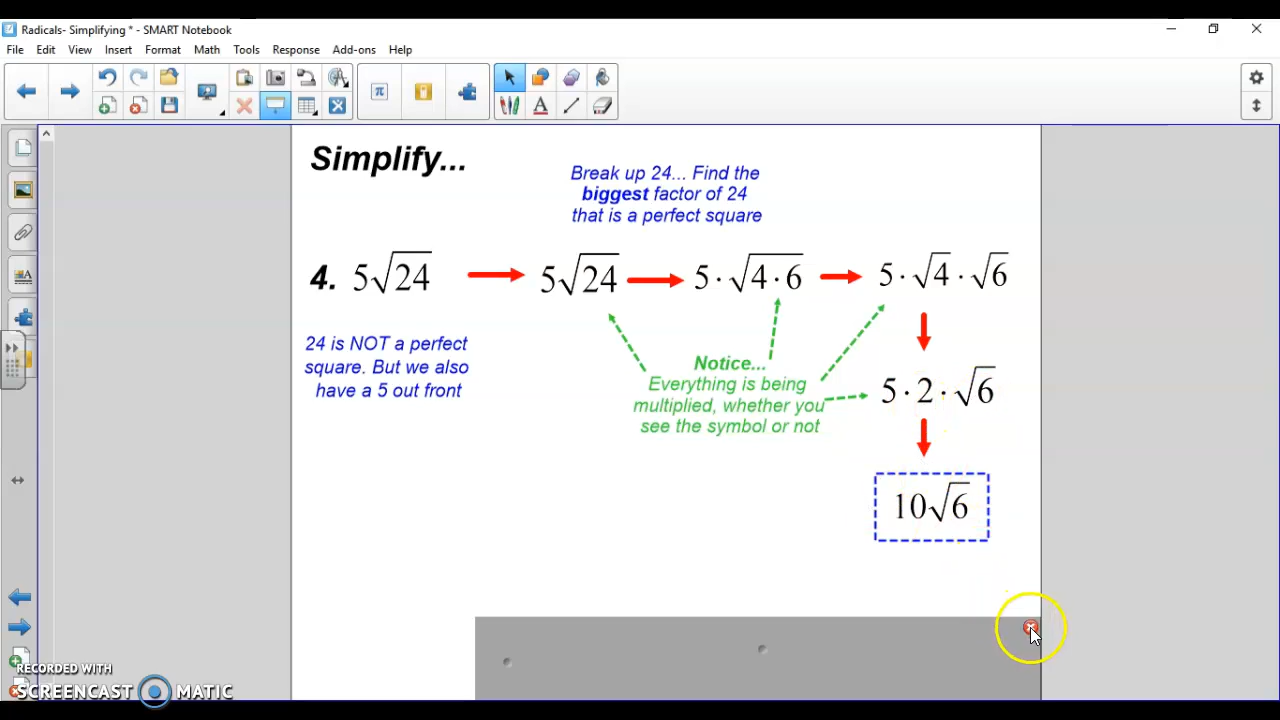 Radicals- Simplifying * - SMART Notebook
File Edit View Insert Format Math Tools Response Add-ons Help
Simplify...
Break up 24... Find the
biggest factor of 24
that is a perfect square
4. 5√24 5√24 5·√4·6 5·√4·√6
24 is NOT a perfect
square. But we also
have a 5 out front
Notice...
Everything is being
multiplied, whether you
see the symbol or not
5·2·√6
10√6
RECORDED WITH
SCREENCAST MATIC